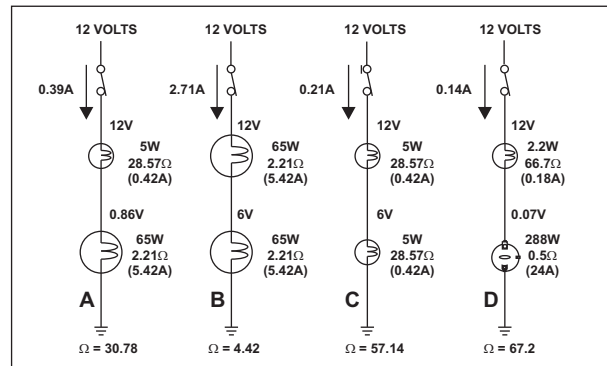 12 VOLTS
0.39A
12V
5W
28.57Ω
(0.42A)
0.86V
65W
2.21Ω
(5.42A)
A
Ω = 30.78
12 VOLTS
2.71A
12V
65W
2.21Ω
(5.42A)
6V
65W
2.21Ω
(5.42A)
B
Ω = 4.42
12 VOLTS
0.21A
12V
5W
28.57Ω
(0.42A)
6V
5W
28.57Ω
(0.42A)
C
Ω = 57.14
12 VOLTS
0.14A
12V
2.2W
66.7Ω
(0.18A)
0.07V
288W
0.5Ω
(24A)
D
Ω = 67.2